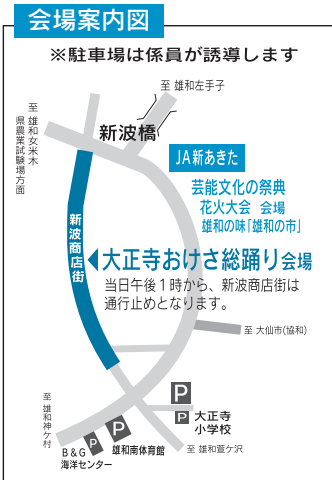 会場案内図
※駐車場は係員が誘導します
至 雄和左手子
至 雄和女米木
県農業試験場方面
新波橋
JA新あきた
芸能文化の祭典
花火大会 会場
雄和の味「雄和の市」
新波商店街
大正寺おけさ総踊り会場
当日午後1時から、新波商店街は
通行止めとなります。
至 大仙市(協和)
P
P 大正寺
小学校
至 雄和神ケ村
P
P
雄和南体育館
B&G
海洋センター
至 雄和萱ケ沢